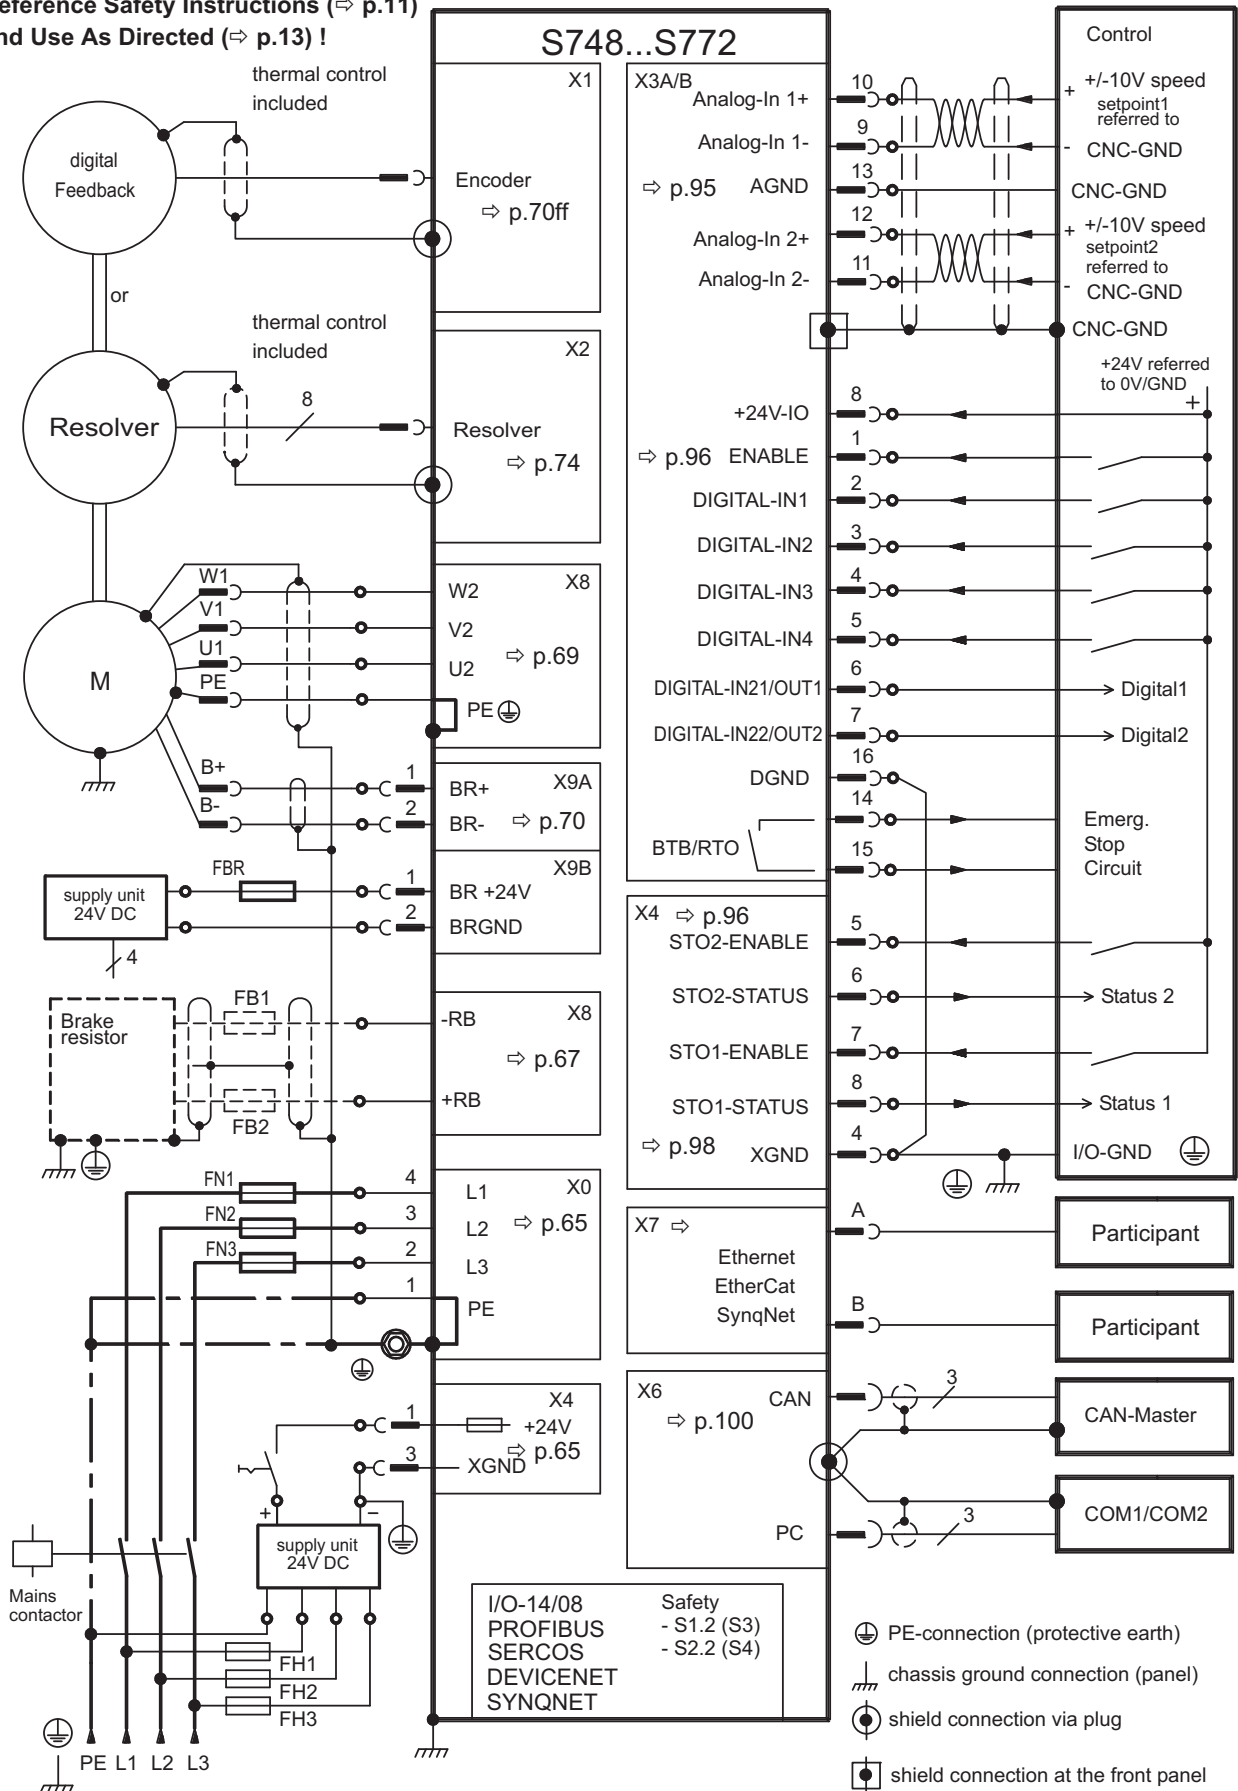 eference Safety Instructions (⇨ p.11)
nd Use As Directed (⇨ p.13) !
S748...S772
thermal control
included
digital
Feedback
X1
Encoder
⇨ p.70ff
or
thermal control
included
Resolver
8
X2
Resolver
⇨ p.74
M
W1
V1
U1
PE
X8
W2
V2
U2
⇨ p.69
PE
B+
B-
1
2
X9A
BR+
BR-
⇨ p.70
supply unit
24V DC
4
FBR
1
2
X9B
BR +24V
BRGND
Brake
resistor
FB1
FB2
X8
-RB
⇨ p.67
+RB
FN1
FN2
FN3
4
3
2
1
X0
L1
L2
⇨ p.65
L3
PE
X4
1
+24V
⇨ p.65
3
XGND
+
–
supply unit
24V DC
Mains
contactor
FH1
FH2
FH3
PE L1 L2 L3
I/O-14/08
PROFIBUS
SERCOS
DEVICENET
SYNQNET
Safety
- S1.2 (S3)
- S2.2 (S4)
X3A/B
Analog-In 1+
10
Analog-In 1-
9
⇨ p.95
AGND
13
Analog-In 2+
12
Analog-In 2-
11
+24V-IO
8
⇨ p.96
ENABLE
1
DIGITAL-IN1
2
DIGITAL-IN2
3
DIGITAL-IN3
4
DIGITAL-IN4
5
DIGITAL-IN21/OUT1
6
DIGITAL-IN22/OUT2
7
DGND
16
14
BTB/RTO
15
X4 ⇨ p.96
STO2-ENABLE
5
STO2-STATUS
6
STO1-ENABLE
7
STO1-STATUS
8
⇨ p.98
XGND
4
X7 ⇨
Ethernet
EtherCat
SynqNet
A
B
X6
⇨ p.100
CAN
3
PC
3
Control
+ +/-10V speed
setpoint1
referred to
- CNC-GND
CNC-GND
+ +/-10V speed
setpoint2
referred to
- CNC-GND
CNC-GND
+24V referred
to 0V/GND
+
Digital1
Digital2
Emerg.
Stop
Circuit
Status 2
Status 1
I/O-GND
Participant
Participant
CAN-Master
COM1/COM2
PE-connection (protective earth)
chassis ground connection (panel)
shield connection via plug
shield connection at the front panel